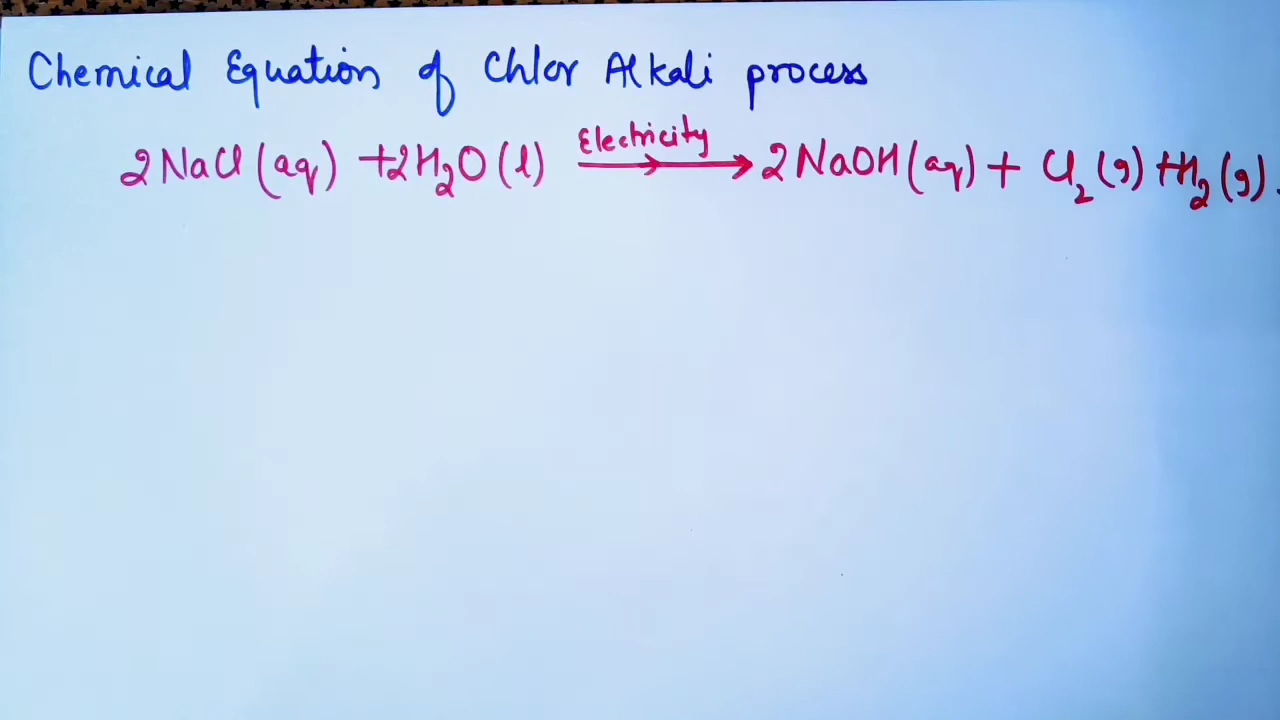 Chemical Equation of Chlor Alkali process
Electricity
2NaCl(aq) +2H₂O(l) →→ 2NaOH(aq) + Cl₂(g) +H₂(g).